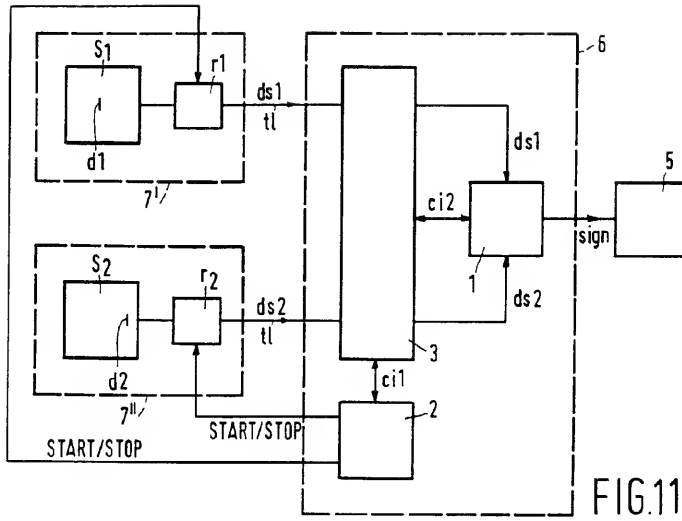 S1
r1
d1
7'
ds1
tl
6
ds1
5
ci2
sign
1
S2
r2
ds2
tl
ds2
d2
3
7"
ci1
2
START/STOP
START/STOP
FIG.11